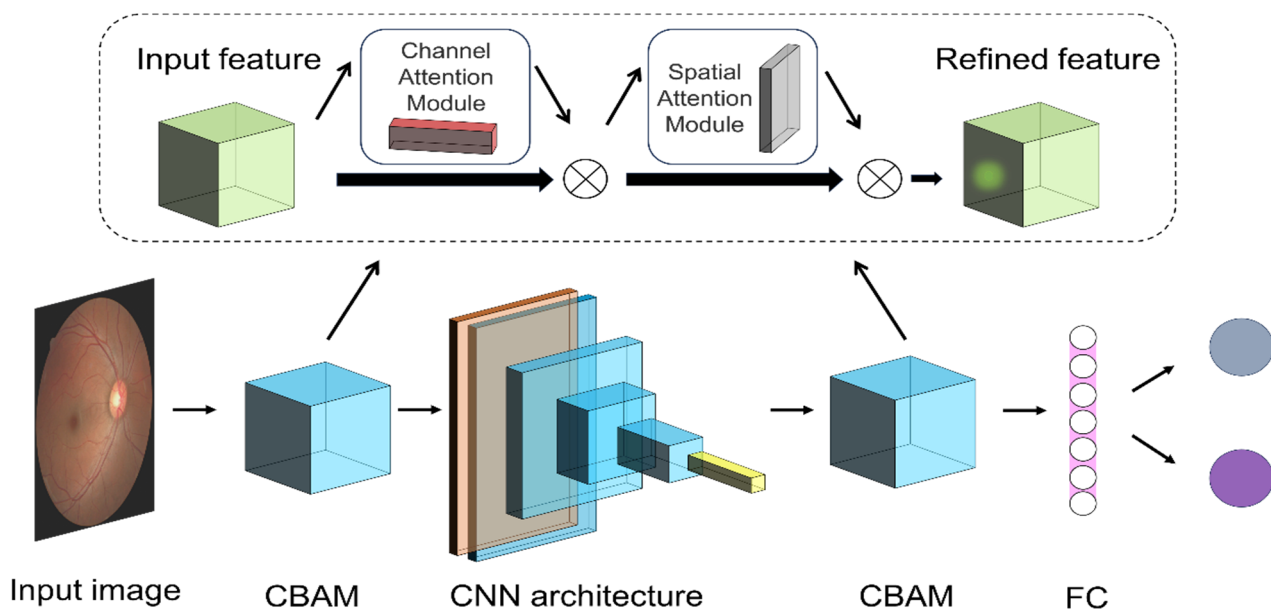 Input feature
Channel
Attention
Module
Spatial
Attention
Module
Refined feature
Input image
CBAM
CNN architecture
CBAM
FC